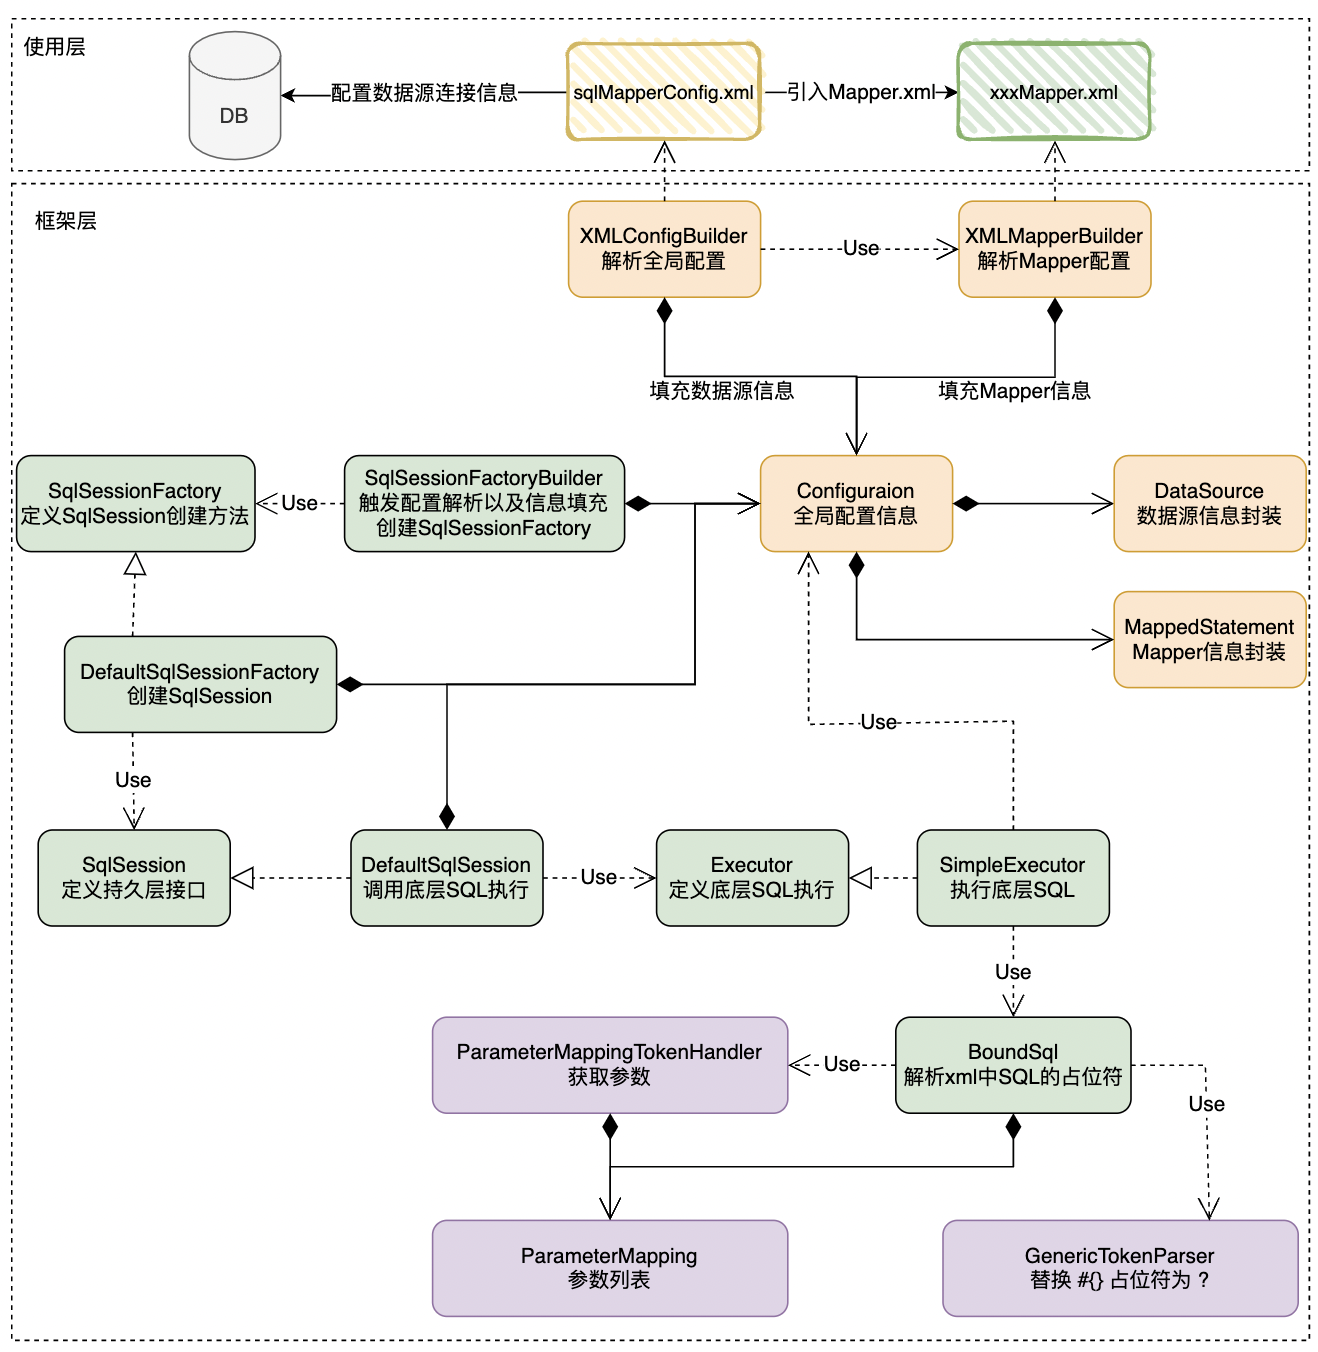 使用层
DB
配置数据源连接信息
sqlMapperConfig.xml
引入Mapper.xml
xxxMapper.xml
框架层
XMLConfigBuilder
解析全局配置
Use
XMLMapperBuilder
解析Mapper配置
填充数据源信息
填充Mapper信息
SqlSessionFactory
定义SqlSession创建方法
Use
SqlSessionFactoryBuilder
触发配置解析以及信息填充
创建SqlSessionFactory
Configuraion
全局配置信息
DataSource
数据源信息封装
MappedStatement
Mapper信息封装
DefaultSqlSessionFactory
创建SqlSession
Use
Use
SqlSession
定义持久层接口
DefaultSqlSession
调用底层SQL执行
Use
Executor
定义底层SQL执行
SimpleExecutor
执行底层SQL
Use
ParameterMappingTokenHandler
获取参数
Use
BoundSql
解析xml中SQL的占位符
Use
ParameterMapping
参数列表
GenericTokenParser
替换 #{} 占位符为 ?